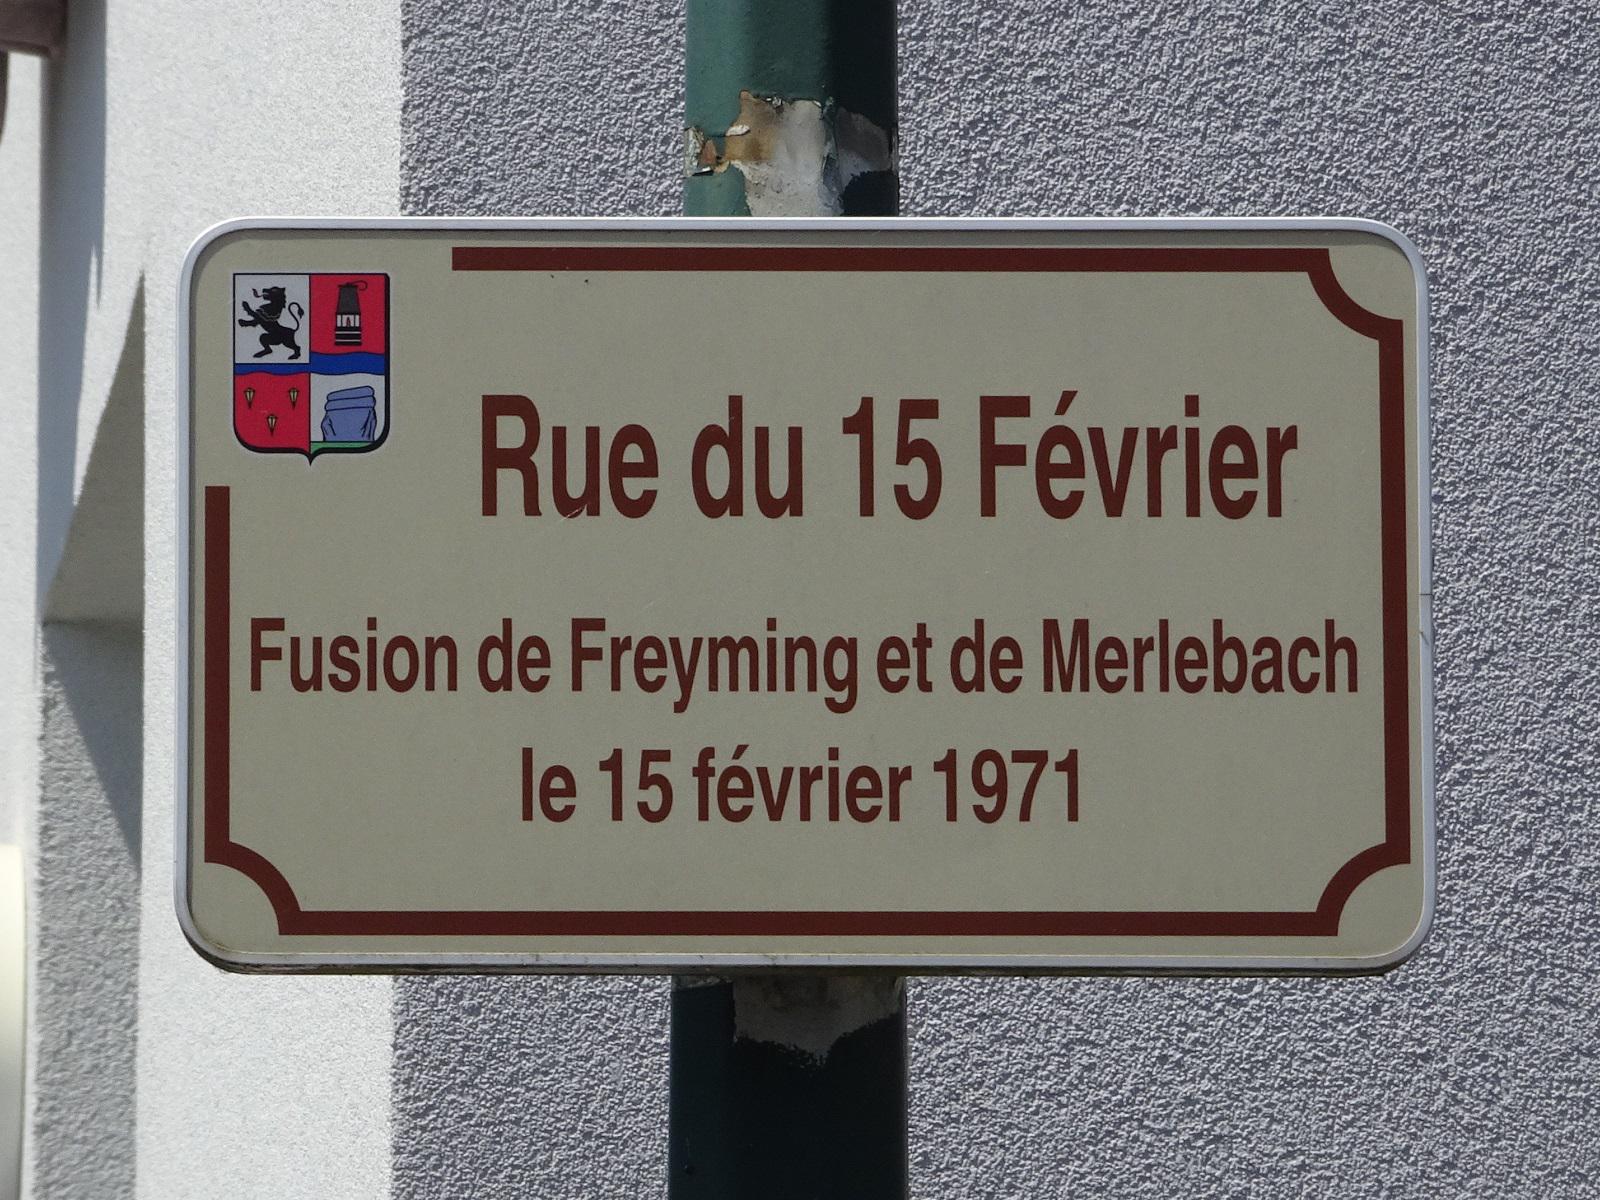 Rue du 15 Février
Fusion de Freyming et de Merlebach
le 15 février 1971